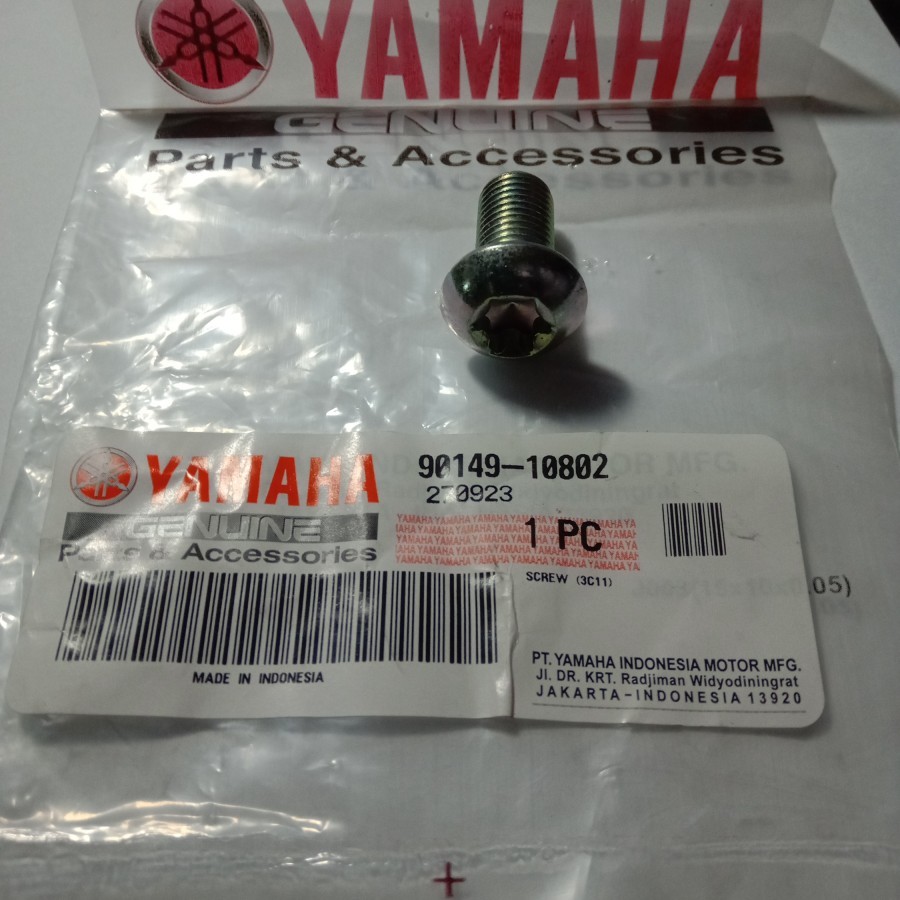 YAMAHA
GENUINE
Parts & Accessories
YAMAHA
GENUINE
Parts & Accessories
MADE IN INDONESIA
90149-10802
270923
1 PC
SCREW (3C11)
PT. YAMAHA INDONESIA MOTOR MFG.
Jl. DR. KRT. Radjiman Widyodiningrat
JAKARTA-INDONESIA 13920